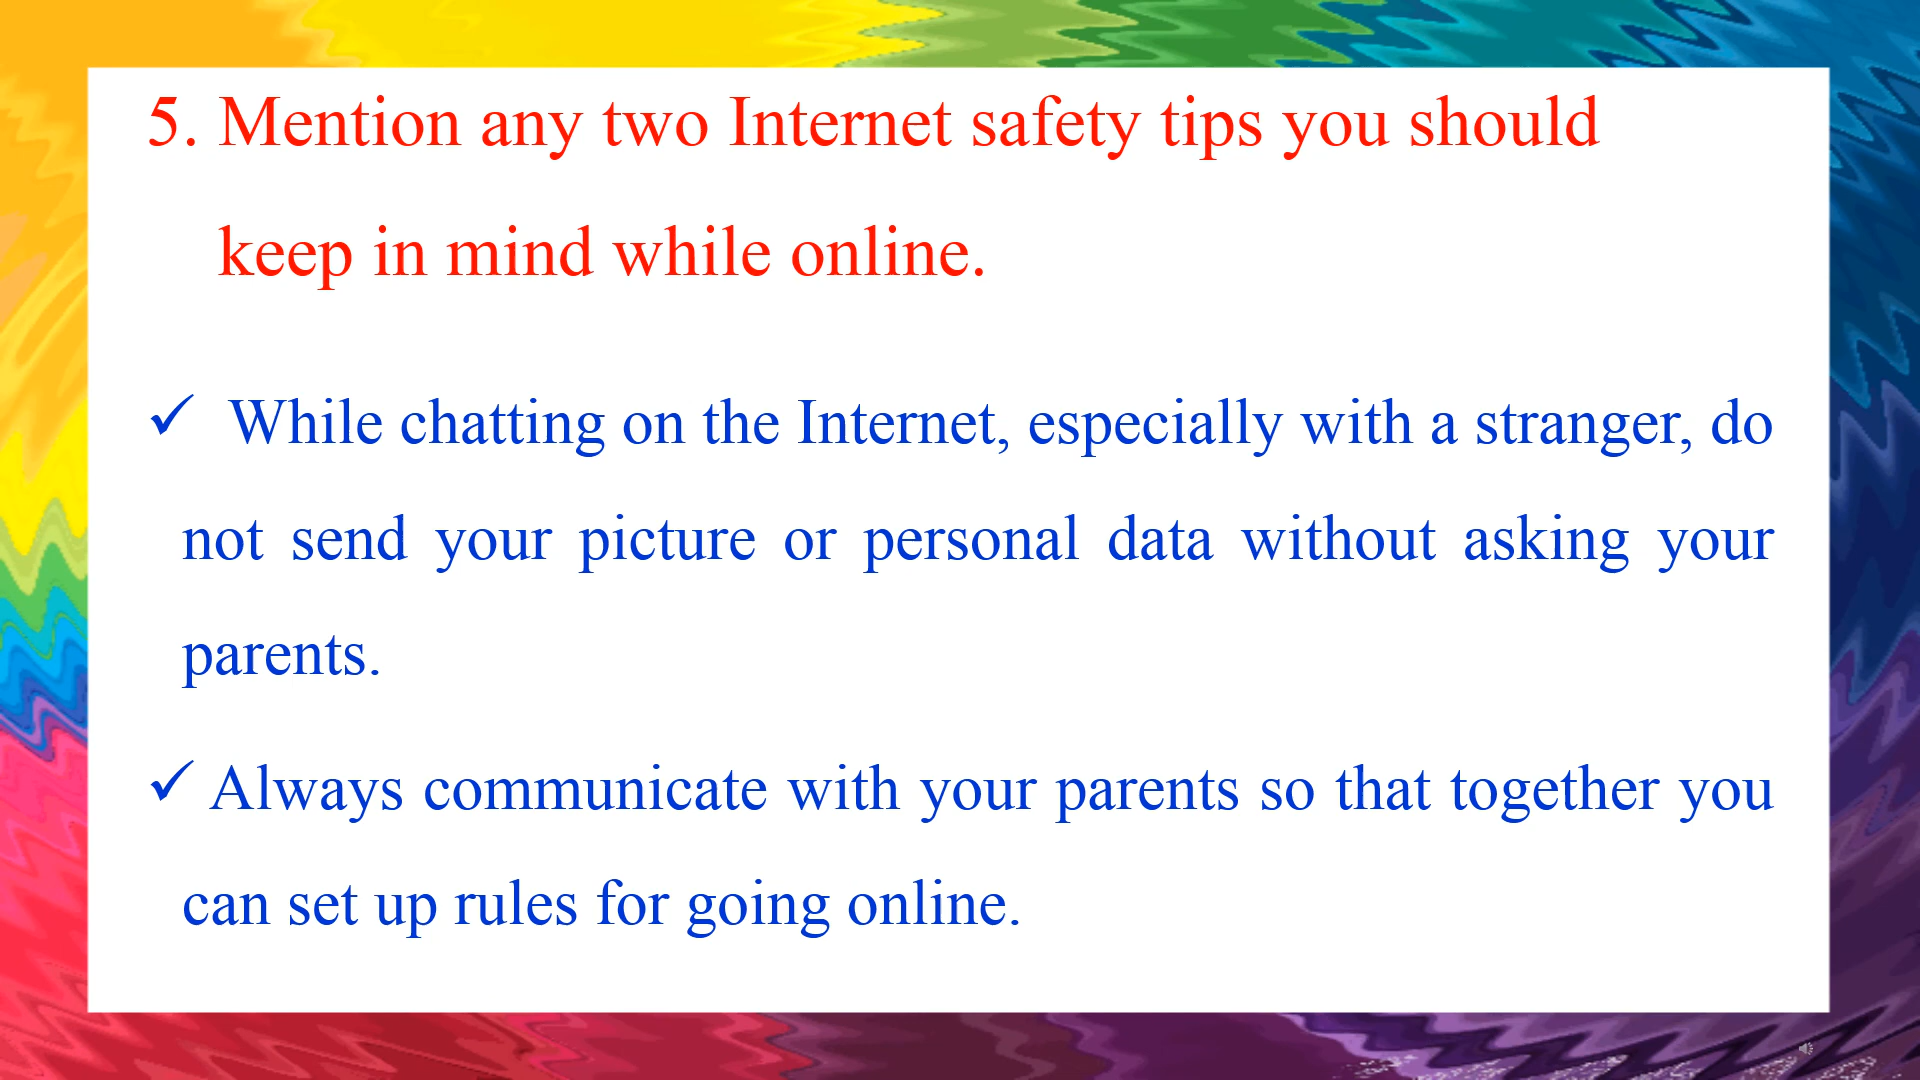 5. Mention any two Internet safety tips you should
keep in mind while online.
✓ While chatting on the Internet, especially with a stranger, do
not send your picture or personal data without asking your
parents.
✓ Always communicate with your parents so that together you
can set up rules for going online.